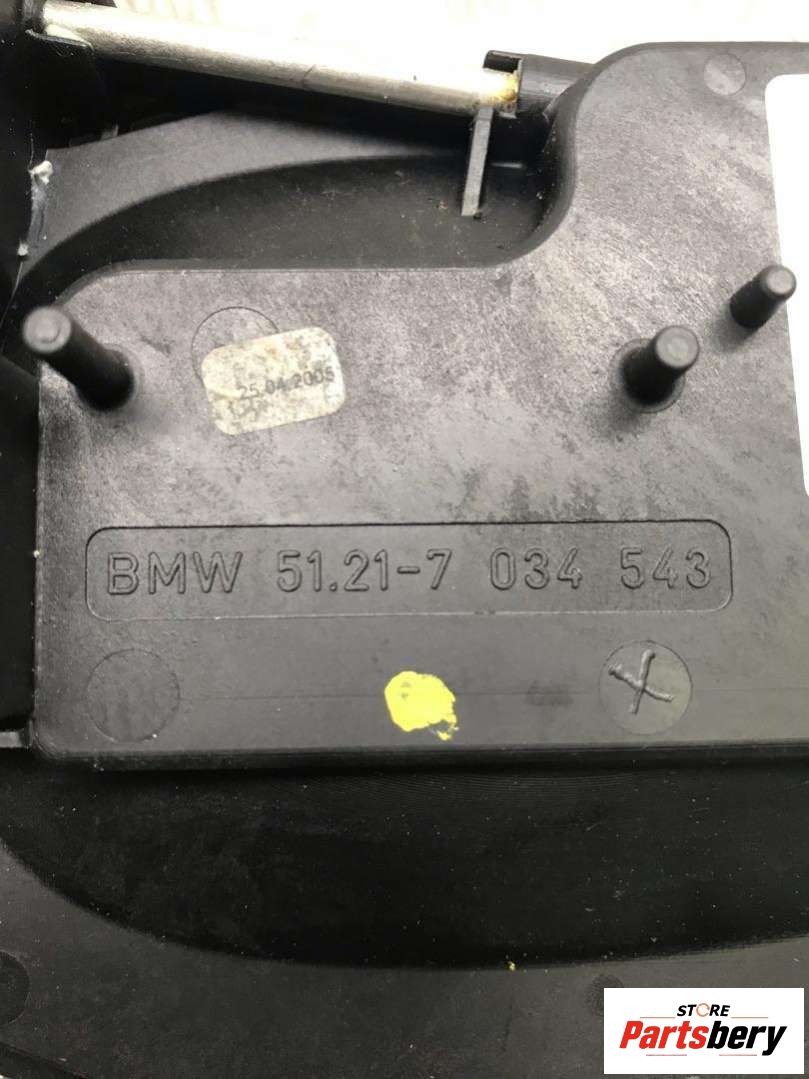 25.04.2005
BMW 51.21-7 034 543
X
STORE
Partsbery